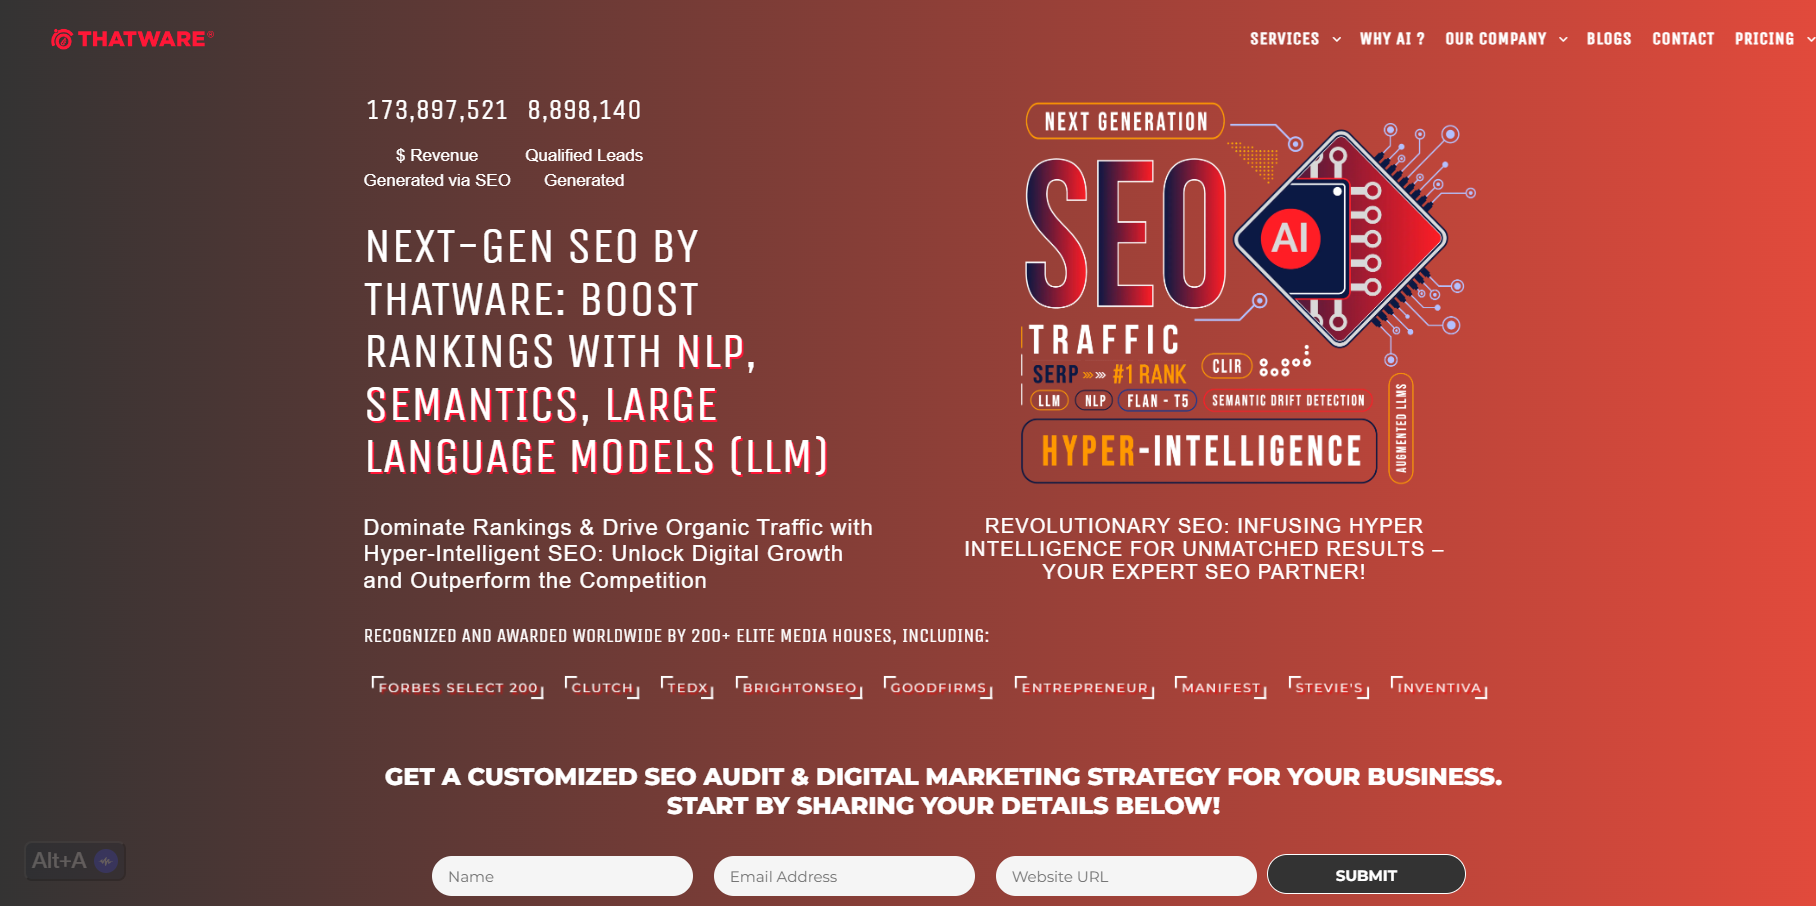 THATWARE®
SERVICES WHY AI ? OUR COMPANY BLOGS CONTACT PRICING
173,897,521 8,898,140
$ Revenue
Generated via SEO
Qualified Leads
Generated
NEXT-GEN SEO BY
THATWARE: BOOST
RANKINGS WITH NLP,
SEMANTICS, LARGE
LANGUAGE MODELS (LLM)
Dominate Rankings & Drive Organic Traffic with
Hyper-Intelligent SEO: Unlock Digital Growth
and Outperform the Competition
NEXT GENERATION
SEO
AI
TRAFFIC
SERP #1 RANK
CLIR
LLM NLP FLAN - T5 SEMANTIC DRIFT DETECTION
HYPER-INTELLIGENCE
AUGMENTED LLMS
REVOLUTIONARY SEO: INFUSING HYPER
INTELLIGENCE FOR UNMATCHED RESULTS –
YOUR EXPERT SEO PARTNER!
RECOGNIZED AND AWARDED WORLDWIDE BY 200+ ELITE MEDIA HOUSES, INCLUDING:
FORBES SELECT 200 CLUTCH TEDX BRIGHTONSEO GOODFIRMS ENTREPRENEUR MANIFEST STEVIE'S INVENTIVA
GET A CUSTOMIZED SEO AUDIT & DIGITAL MARKETING STRATEGY FOR YOUR BUSINESS.
START BY SHARING YOUR DETAILS BELOW!
Alt+A
Name Email Address Website URL SUBMIT